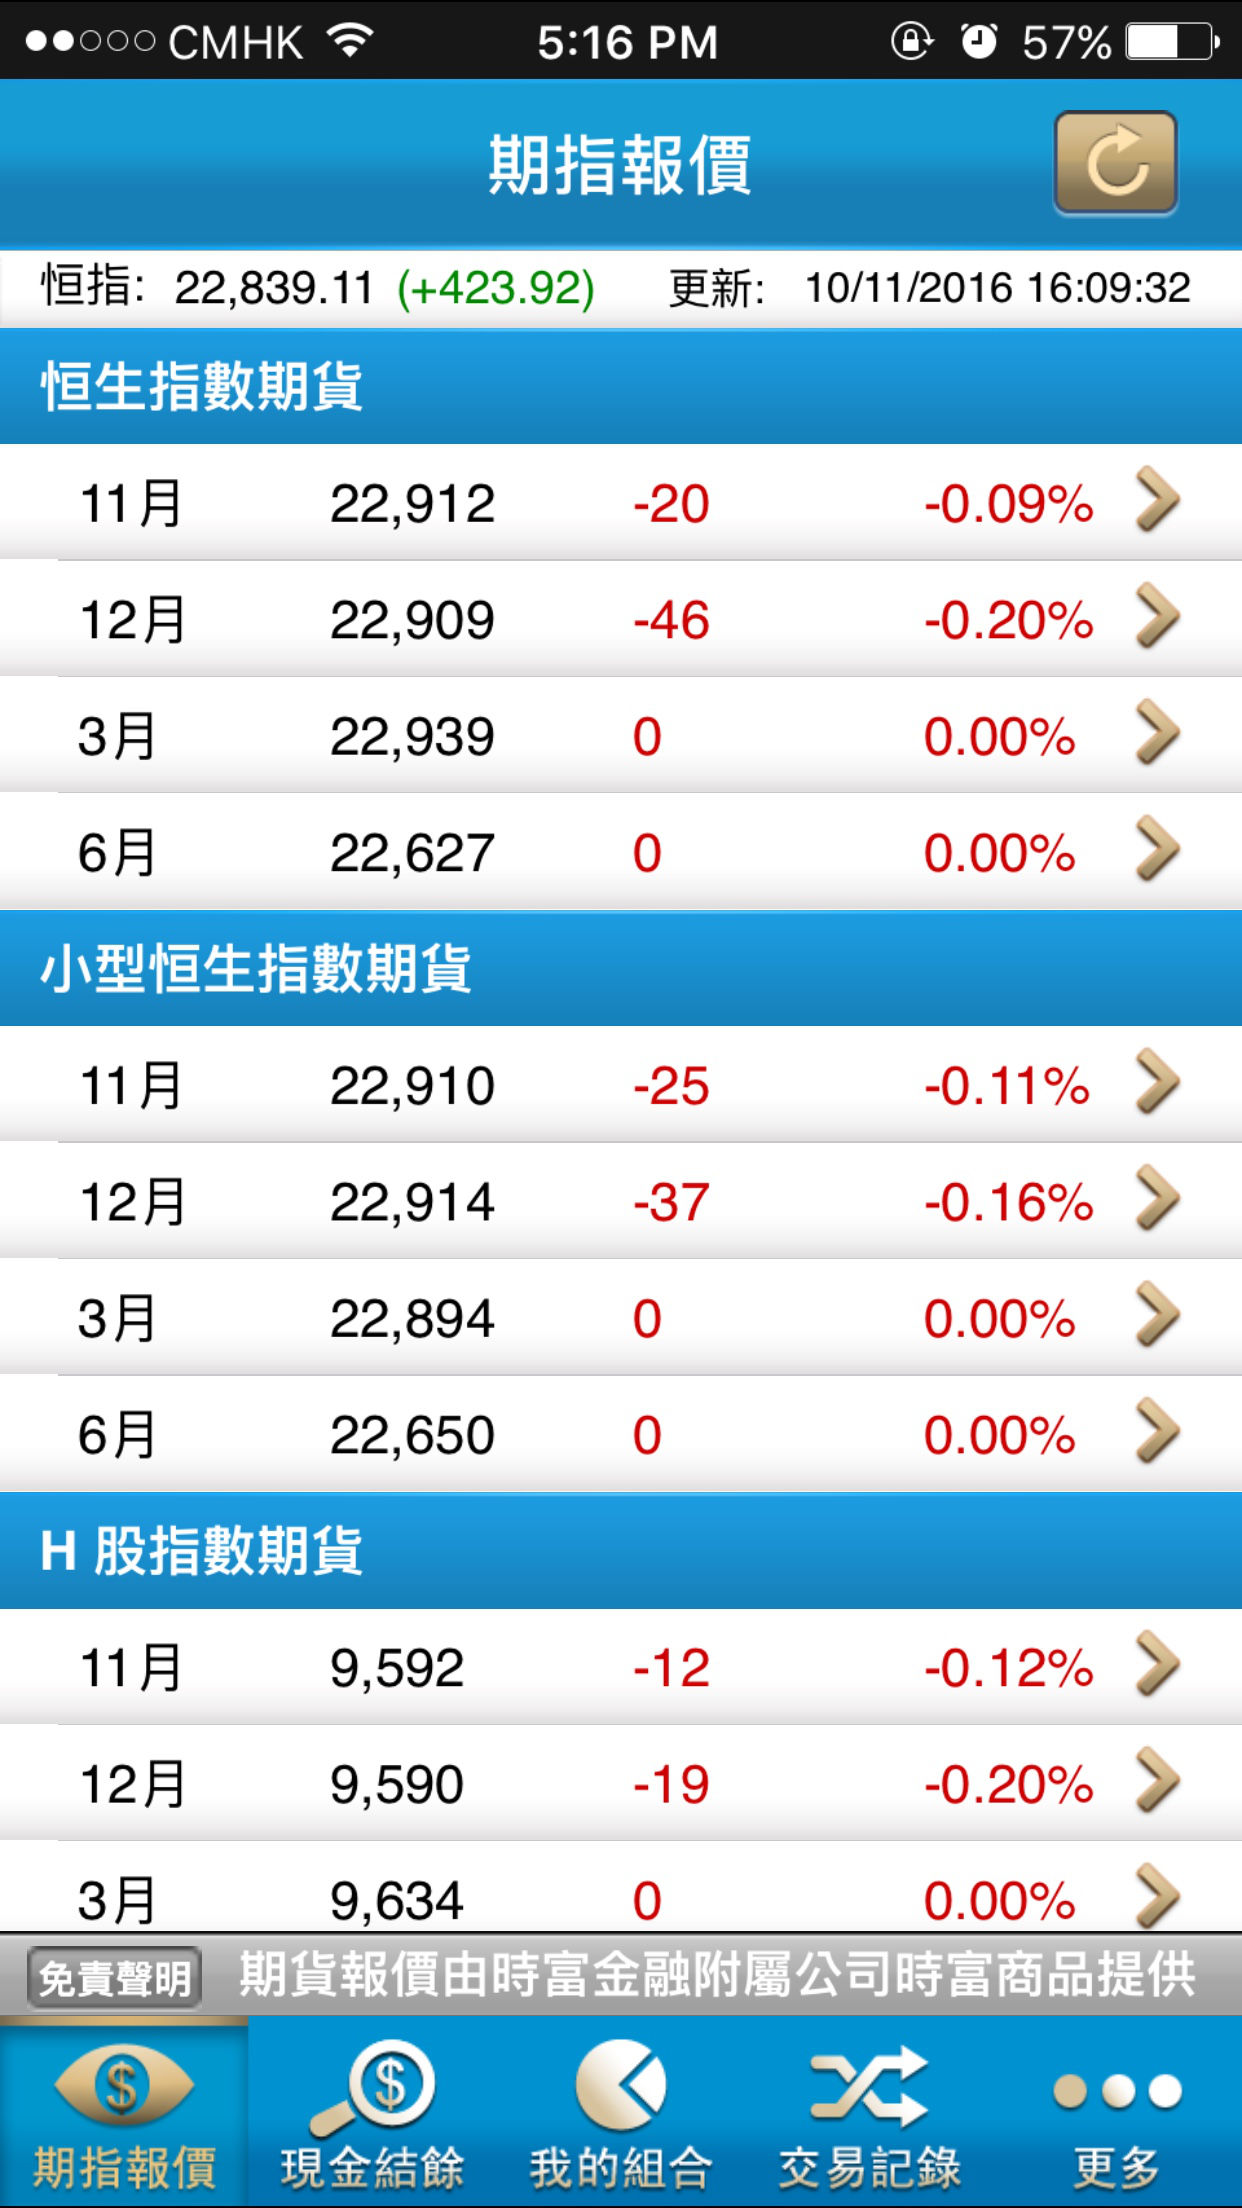 CMHK 5:16 PM 57%
期指報價
恒指: 22,839.11 (+423.92) 更新: 10/11/2016 16:09:32
恒生指數期貨
11月 22,912 -20 -0.09%
12月 22,909 -46 -0.20%
3月 22,939 0 0.00%
6月 22,627 0 0.00%
小型恒生指數期貨
11月 22,910 -25 -0.11%
12月 22,914 -37 -0.16%
3月 22,894 0 0.00%
6月 22,650 0 0.00%
H 股指數期貨
11月 9,592 -12 -0.12%
12月 9,590 -19 -0.20%
3月 9,634 0 0.00%
免責聲明 期貨報價由時富金融附屬公司時富商品提供
期指報價 現金結餘 我的組合 交易記錄 更多